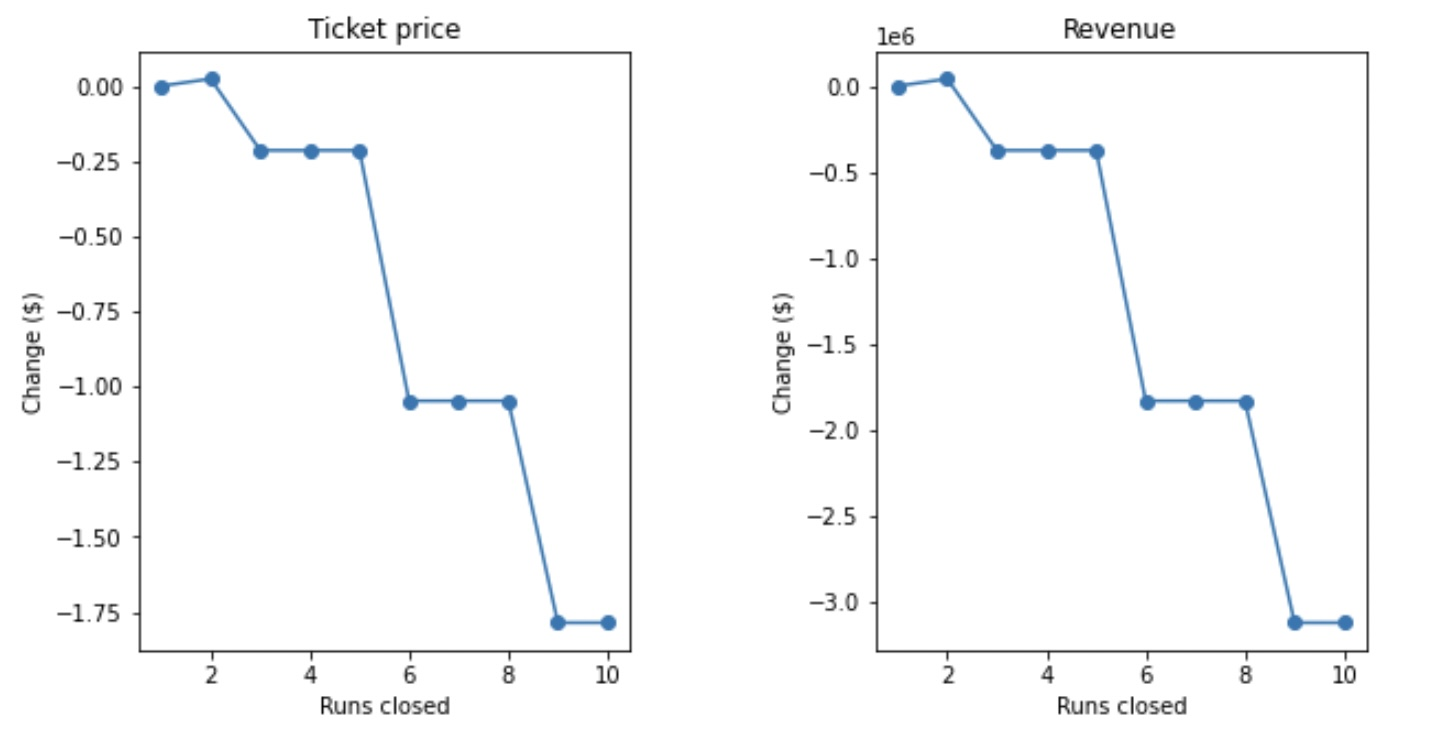 Ticket price
0.00
−0.25
−0.50
−0.75
−1.00
−1.25
−1.50
−1.75
Change ($)
2 4 6 8 10
Runs closed
Revenue
1e6
0.0
−0.5
−1.0
−1.5
−2.0
−2.5
−3.0
Change ($)
2 4 6 8 10
Runs closed